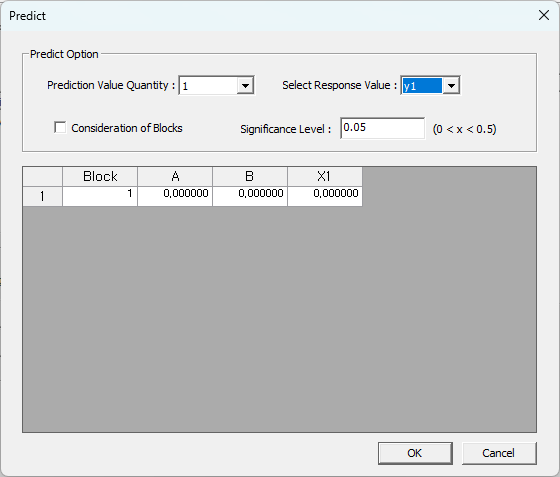 Predict
Predict Option
Prediction Value Quantity : 1 Select Response Value : y1
Consideration of Blocks Significance Level : 0.05 (0 < x < 0.5)
Block A B X1
1 1 0,000000 0,000000 0,000000
OK Cancel